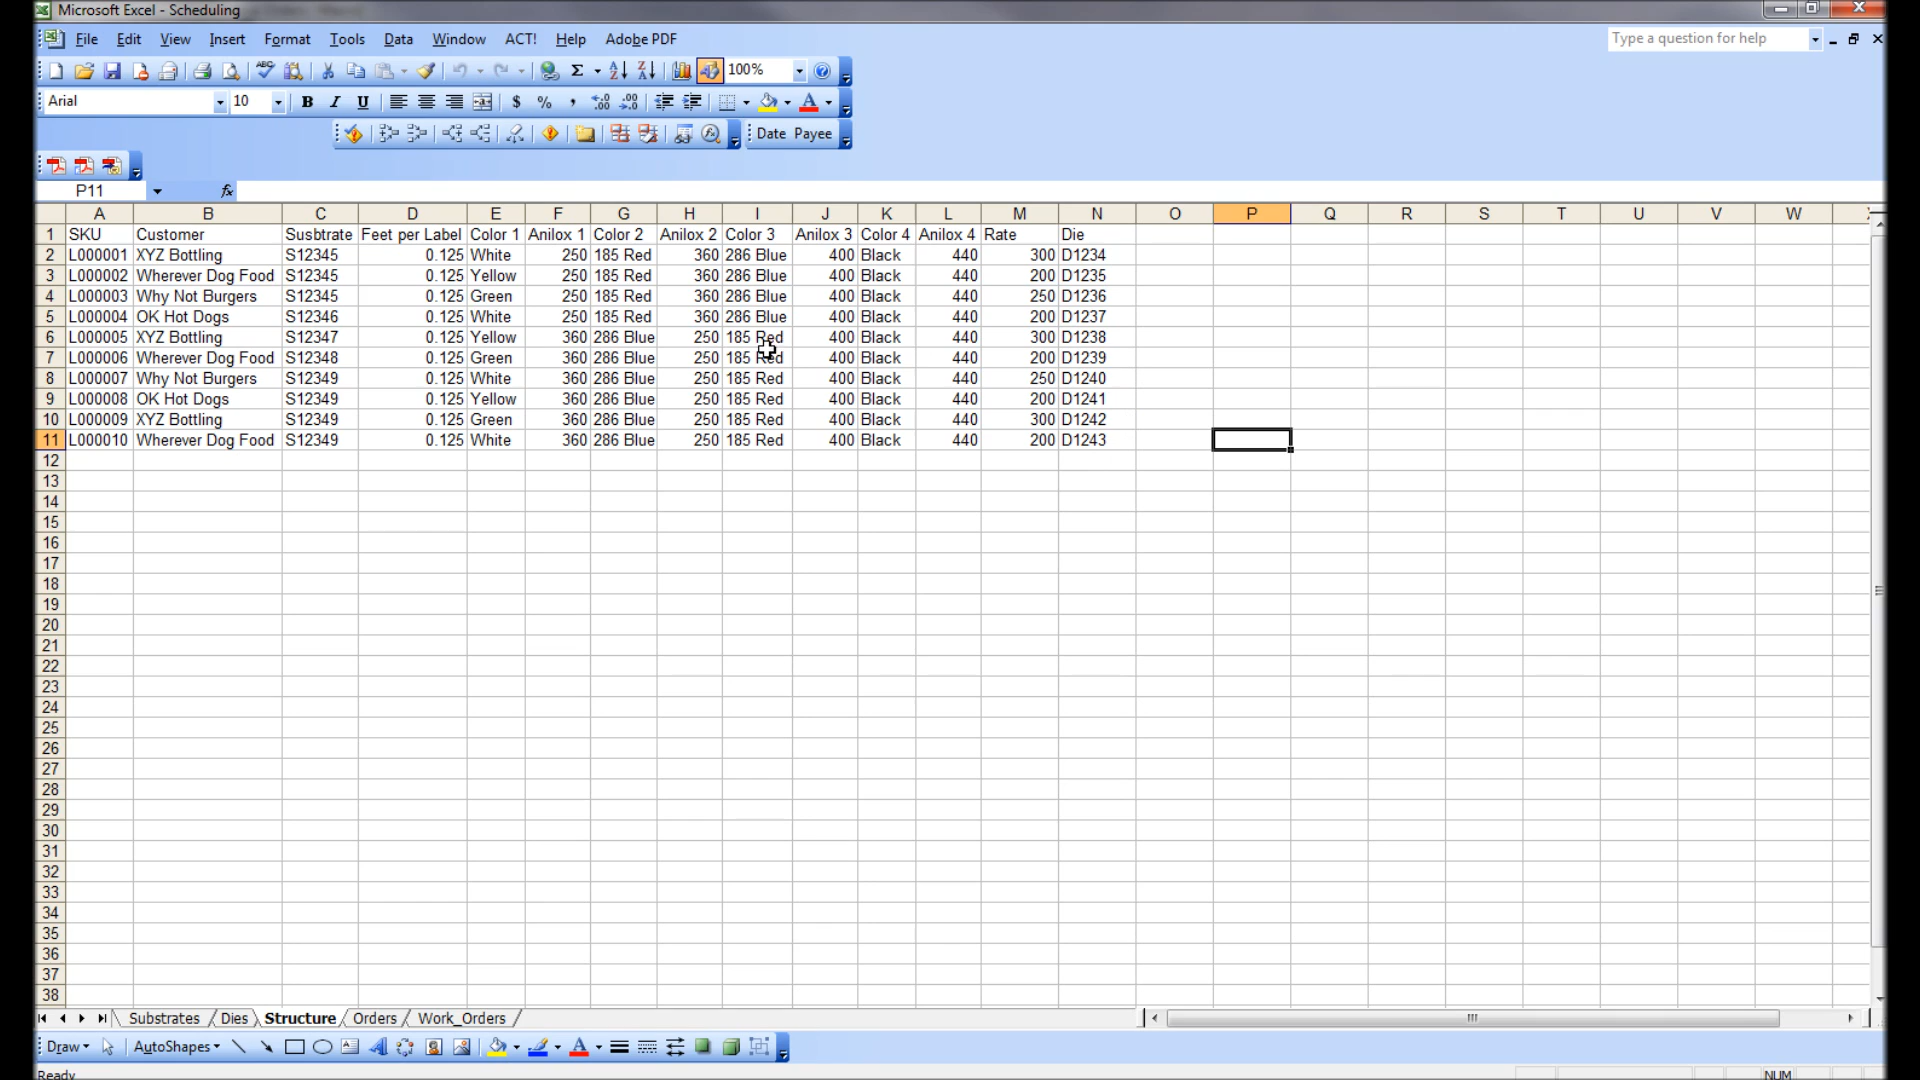 Microsoft Excel - Scheduling
File Edit View Insert Format Tools Data Window ACT! Help Adobe PDF Type a question for help
100%
Arial 10 B I U $ % ,
Date Payee
P11 fx
A B C D E F G H I J K L M N O P Q R S T U V W
1 SKU Customer Susbtrate Feet per Label Color 1 Anilox 1 Color 2 Anilox 2 Color 3 Anilox 3 Color 4 Anilox 4 Rate Die
2 L000001 XYZ Bottling S12345 0.125 White 250 185 Red 360 286 Blue 400 Black 440 300 D1234
3 L000002 Wherever Dog Food S12345 0.125 Yellow 250 185 Red 360 286 Blue 400 Black 440 200 D1235
4 L000003 Why Not Burgers S12345 0.125 Green 250 185 Red 360 286 Blue 400 Black 440 250 D1236
5 L000004 OK Hot Dogs S12346 0.125 White 250 185 Red 360 286 Blue 400 Black 440 200 D1237
6 L000005 XYZ Bottling S12347 0.125 Yellow 360 286 Blue 250 185 Red 400 Black 440 300 D1238
7 L000006 Wherever Dog Food S12348 0.125 Green 360 286 Blue 250 185 Red 400 Black 440 200 D1239
8 L000007 Why Not Burgers S12349 0.125 White 360 286 Blue 250 185 Red 400 Black 440 250 D1240
9 L000008 OK Hot Dogs S12349 0.125 Yellow 360 286 Blue 250 185 Red 400 Black 440 200 D1241
10 L000009 XYZ Bottling S12349 0.125 Green 360 286 Blue 250 185 Red 400 Black 440 300 D1242
11 L000010 Wherever Dog Food S12349 0.125 White 360 286 Blue 250 185 Red 400 Black 440 200 D1243
12
13
14
15
16
17
18
19
20
21
22
23
24
25
26
27
28
29
30
31
32
33
34
35
36
37
38
Substrates Dies Structure Orders Work_Orders
Draw AutoShapes
Ready NUM